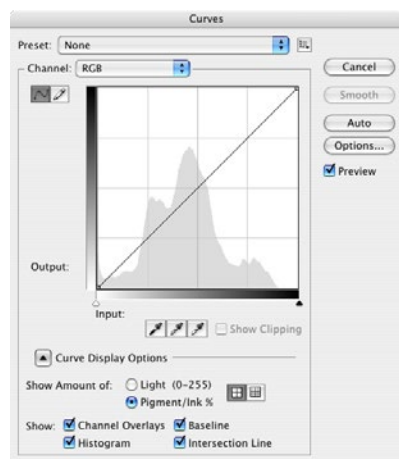 Curves
Preset: None
Channel: RGB
Cancel
Smooth
Auto
Options...
Preview
Output:
Input:
Show Clipping
Curve Display Options
Show Amount of: Light (0-255)
Pigment/Ink %
Show: Channel Overlays Baseline
Histogram Intersection Line